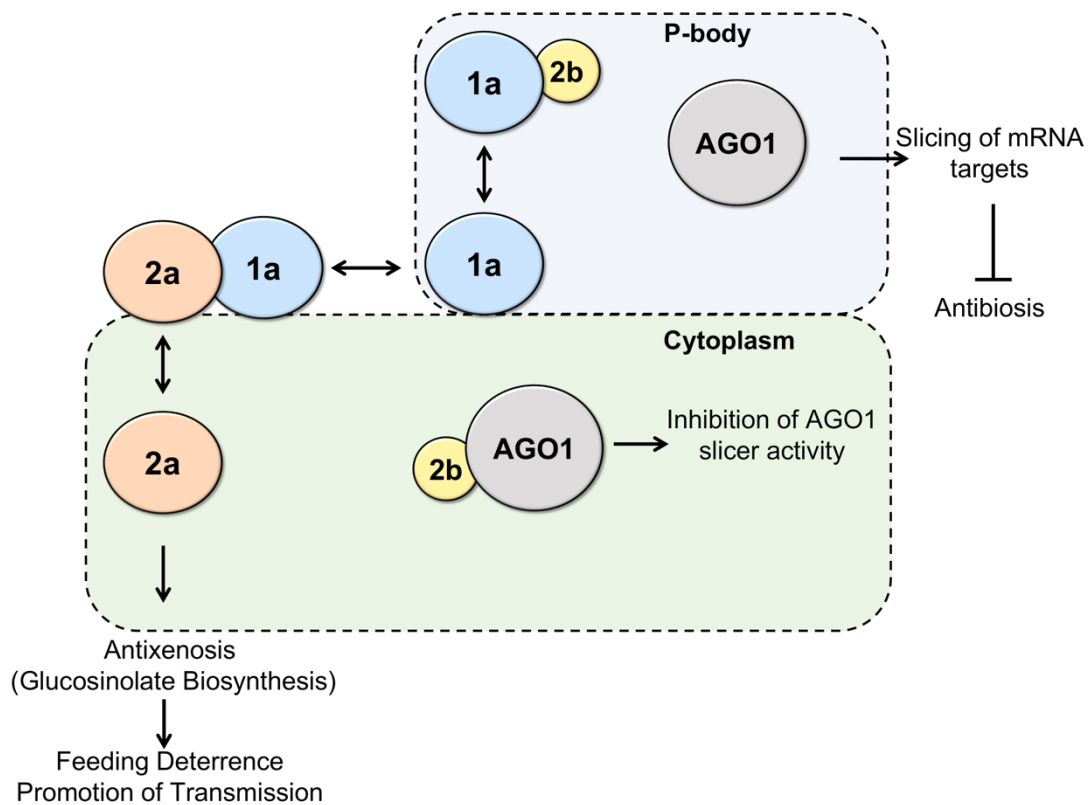 P-body
1a
2b
AGO1
Slicing of mRNA
targets
2a
1a
1a
Antibiosis
Cytoplasm
2a
2b
AGO1
Inhibition of AGO1
slicer activity
Antixenosis
(Glucosinolate Biosynthesis)
Feeding Deterrence
Promotion of Transmission